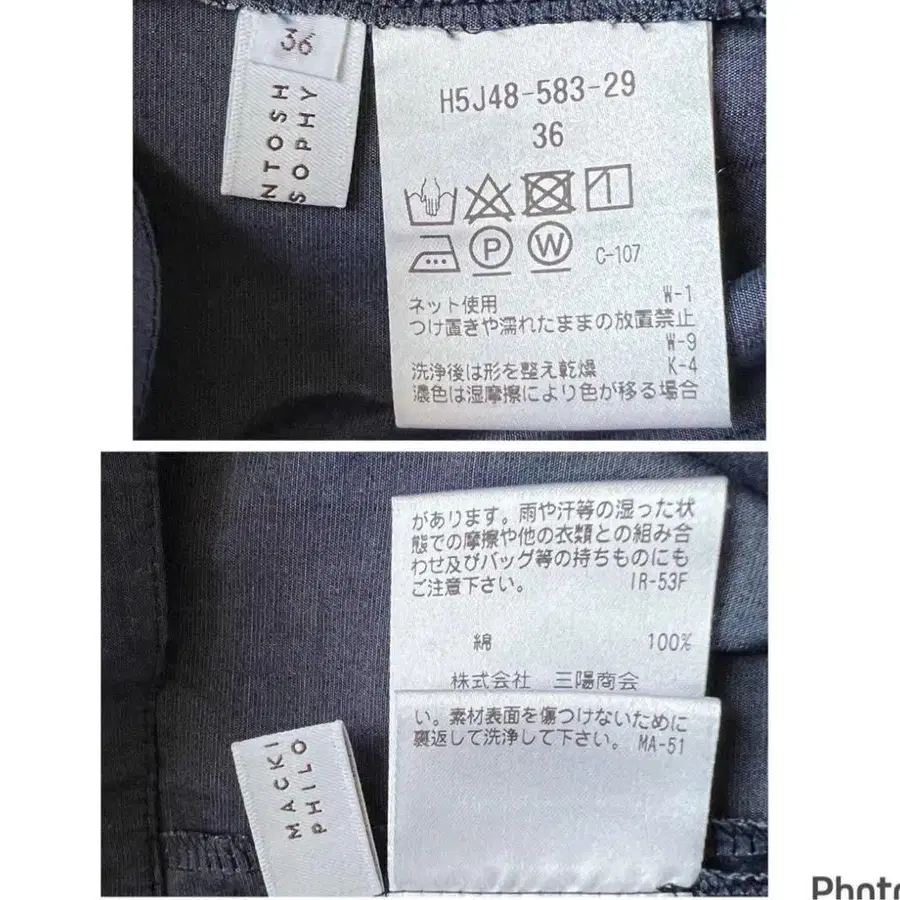 36
NTOSH
SOPHY
H5J48-583-29
36
P
W
C-107
ネット使用 W-1
つけ置きや濡れたままの放置禁止
W-9
洗浄後は形を整え乾燥 K-4
濃色は湿摩擦により色が移る場合
があります。雨や汗等の湿った状
態での摩擦や他の衣類との組み合
わせ及びバッグ等の持ちものにも
ご注意下さい。 IR-53F
綿 100%
株式会社 三陽商会
い。素材表面を傷つけないために
裏返して洗浄して下さい。 MA-51
MACKI
PHILO
Photo